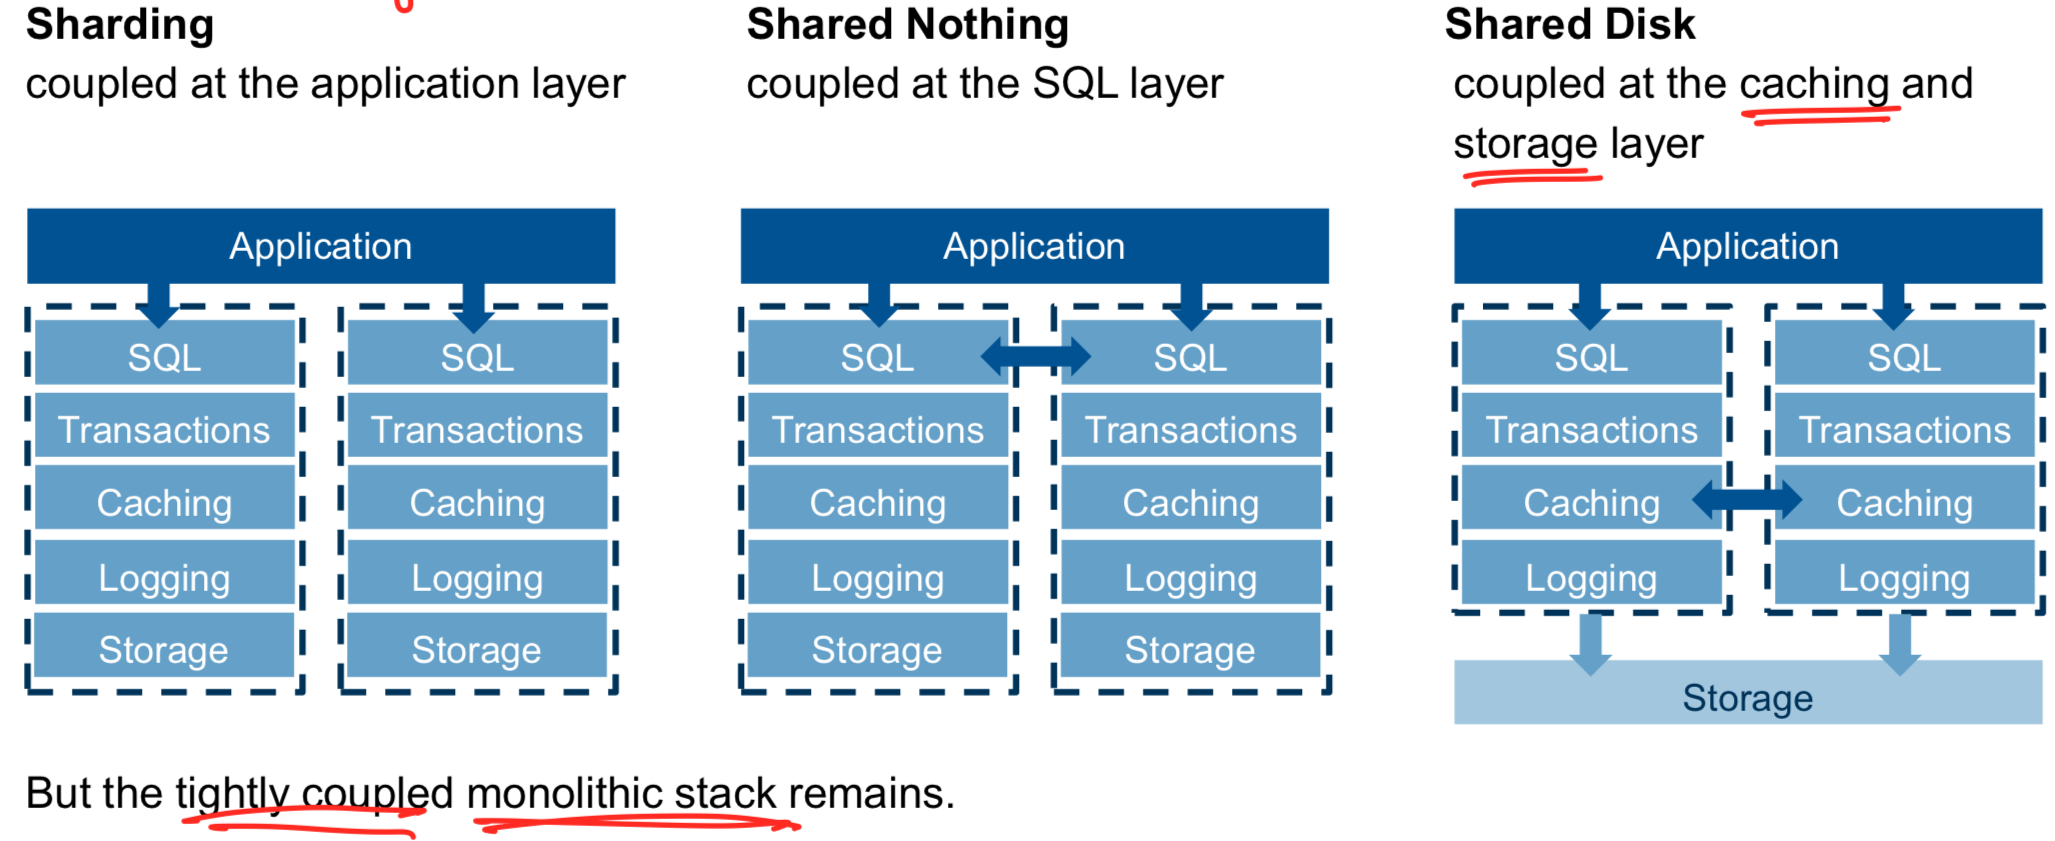 Sharding
coupled at the application layer
Application
SQL
SQL
Transactions
Transactions
Caching
Caching
Logging
Logging
Storage
Storage
Shared Nothing
coupled at the SQL layer
Application
SQL
SQL
Transactions
Transactions
Caching
Caching
Logging
Logging
Storage
Storage
Shared Disk
coupled at the caching and
storage layer
Application
SQL
SQL
Transactions
Transactions
Caching
Caching
Logging
Logging
Storage
But the tightly coupled monolithic stack remains.